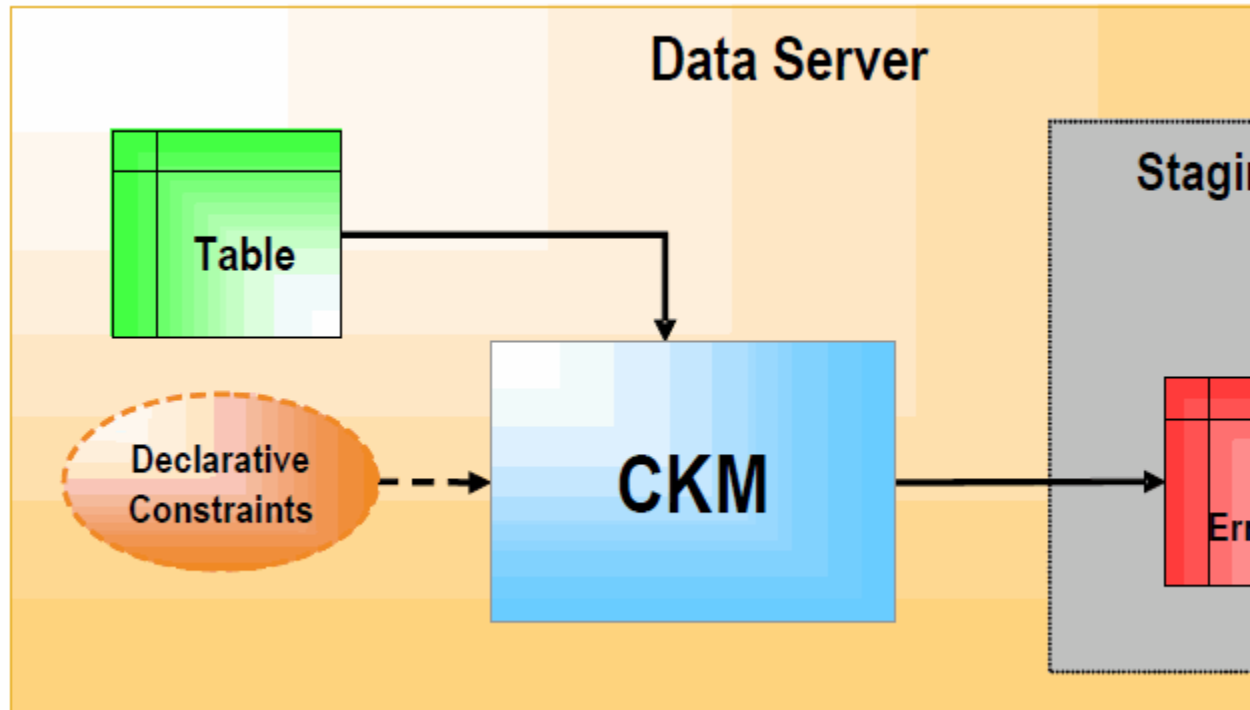 Data Server
Table
Declarative
Constraints
CKM